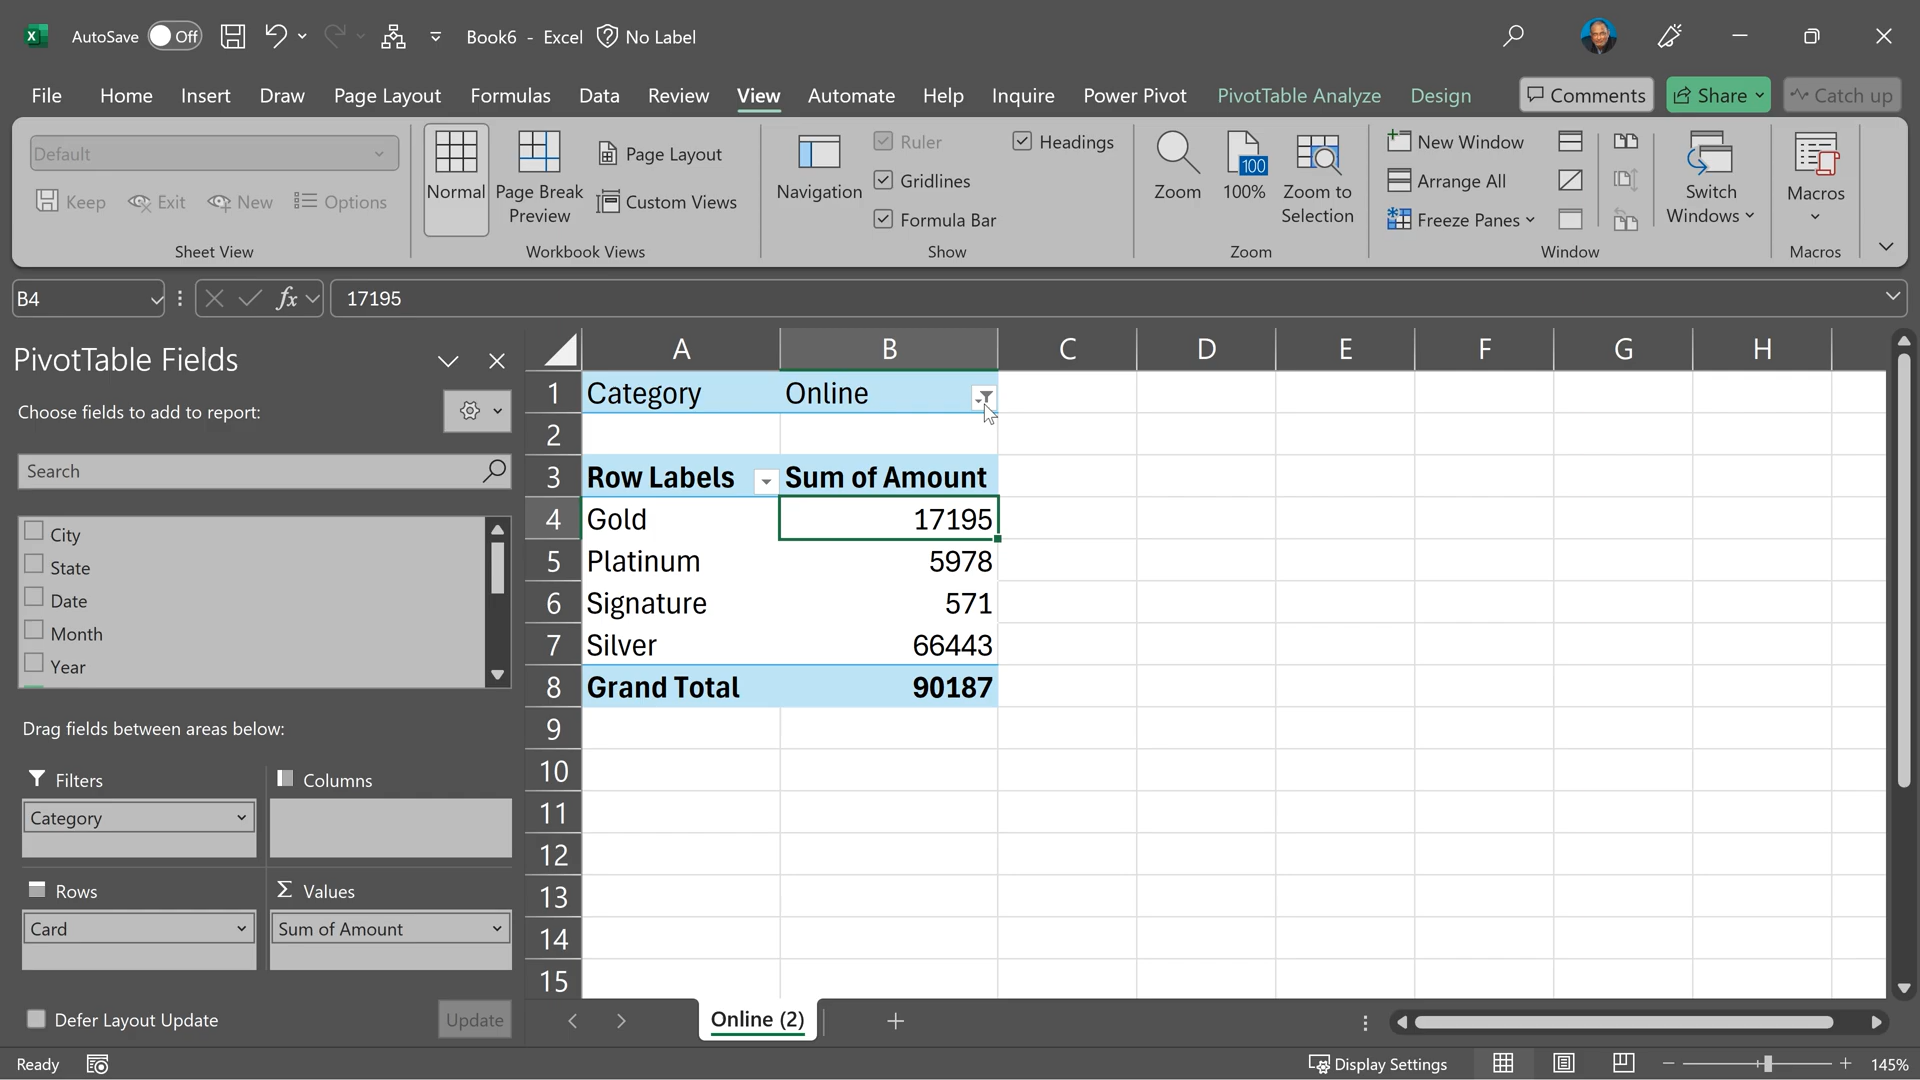 AutoSave Off Book6 - Excel No Label
File Home Insert Draw Page Layout Formulas Data Review View Automate Help Inquire Power Pivot PivotTable Analyze Design Comments Share Catch up
Default
Keep Exit New Options
Sheet View
Normal
Page Break
Preview
Page Layout
Custom Views
Workbook Views
Navigation
Ruler
Gridlines
Formula Bar
Headings
Show
Zoom
100
100%
Zoom to
Selection
Zoom
New Window
Arrange All
Freeze Panes
Switch
Windows
Window
Macros
Macros
B4 fx 17195
PivotTable Fields
Choose fields to add to report:
Search
City
State
Date
Month
Year
Drag fields between areas below:
Filters
Category
Columns
Rows
Card
Σ Values
Sum of Amount
Defer Layout Update Update
A B C D E F G H
1 Category Online
2
3 Row Labels Sum of Amount
4 Gold 17195
5 Platinum 5978
6 Signature 571
7 Silver 66443
8 Grand Total 90187
9
10
11
12
13
14
15
Online (2)
Ready Display Settings 145%